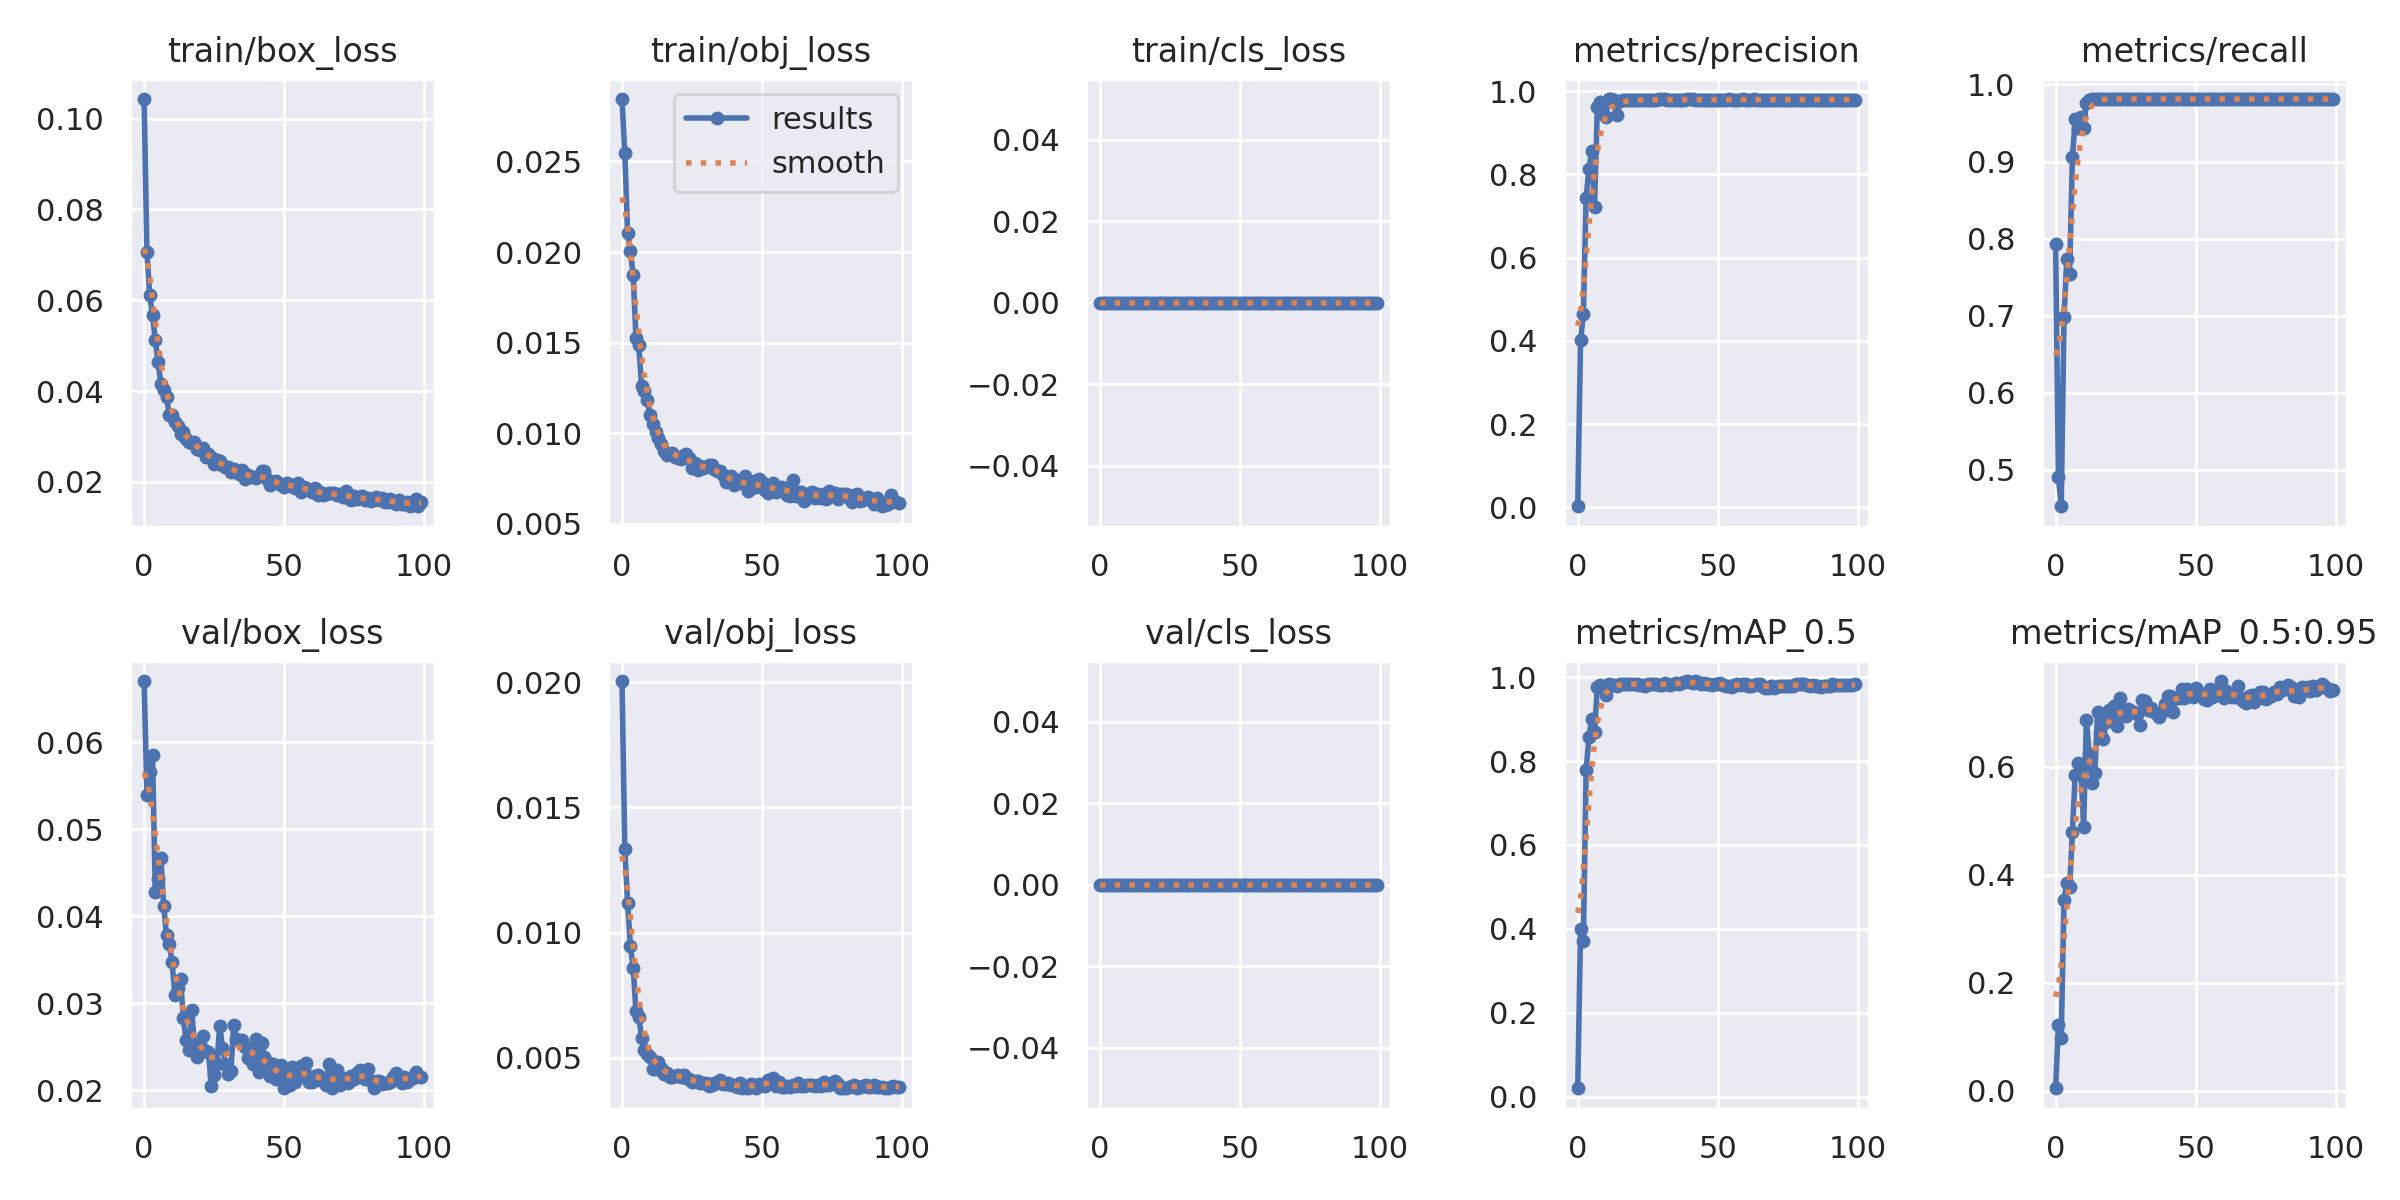 train/box_loss
0.10
0.08
0.06
0.04
0.02
0 50 100
train/obj_loss
results
smooth
0.025
0.020
0.015
0.010
0.005
0 50 100
train/cls_loss
0.04
0.02
0.00
−0.02
−0.04
0 50 100
metrics/precision
1.0
0.8
0.6
0.4
0.2
0.0
0 50 100
metrics/recall
1.0
0.9
0.8
0.7
0.6
0.5
0 50 100
val/box_loss
0.06
0.05
0.04
0.03
0.02
0 50 100
val/obj_loss
0.020
0.015
0.010
0.005
0 50 100
val/cls_loss
0.04
0.02
0.00
−0.02
−0.04
0 50 100
metrics/mAP_0.5
1.0
0.8
0.6
0.4
0.2
0.0
0 50 100
metrics/mAP_0.5:0.95
0.6
0.4
0.2
0.0
0 50 100